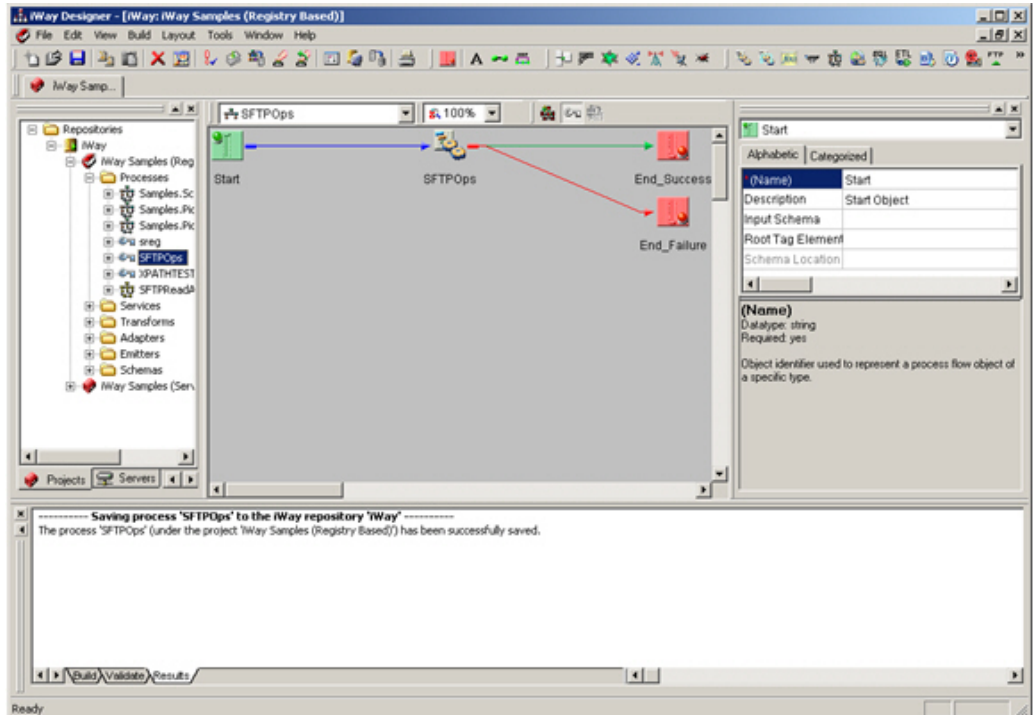 iWay Designer - [iWay: iWay Samples (Registry Based)]
File Edit View Build Layout Tools Window Help
iWay Samp...
SFTPOps 100%
Repositories
iWay
iWay Samples (Reg
Processes
Samples.Sc
Samples.Pic
Samples.Pic
sreg
SFTPOps
XPATHTEST
SFTPReadA
Services
Transforms
Adapters
Emitters
Schemas
iWay Samples (Serv
Projects Servers
Start
SFTPOps
End_Success
End_Failure
Start
Alphabetic Categorized
*(Name) Start
Description Start Object
Input Schema
Root Tag Element
Schema Location
(Name)
Datatype: string
Required: yes
Object identifier used to represent a process flow object of
a specific type.
---------- Saving process 'SFTPOps' to the iWay repository 'iWay' ----------
The process 'SFTPOps' (under the project 'iWay Samples (Registry Based)') has been successfully saved.
Build Validate Results
Ready